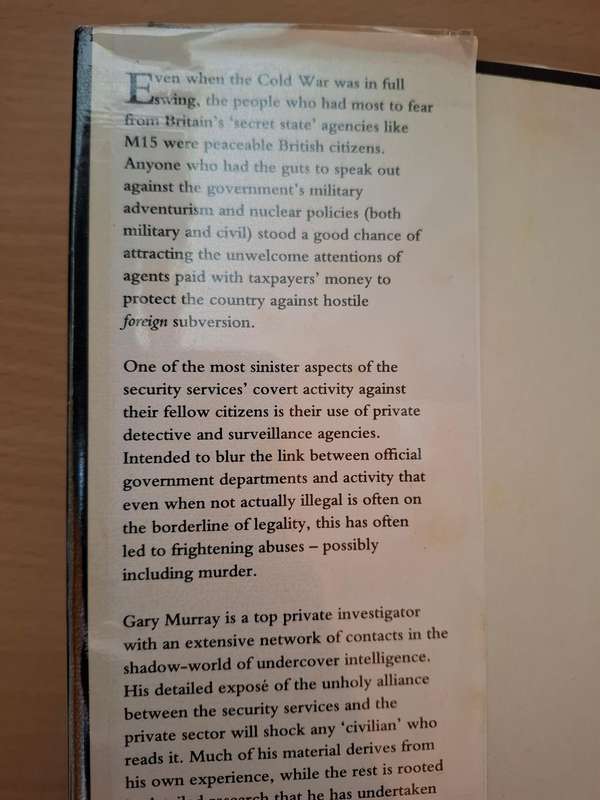 Even when the Cold War was in full
swing, the people who had most to fear
from Britain's 'secret state' agencies like
M15 were peaceable British citizens.
Anyone who had the guts to speak out
against the government's military
adventurism and nuclear policies (both
military and civil) stood a good chance of
attracting the unwelcome attentions of
agents paid with taxpayers' money to
protect the country against hostile
foreign subversion.
One of the most sinister aspects of the
security services' covert activity against
their fellow citizens is their use of private
detective and surveillance agencies.
Intended to blur the link between official
government departments and activity that
even when not actually illegal is often on
the borderline of legality, this has often
led to frightening abuses – possibly
including murder.
Gary Murray is a top private investigator
with an extensive network of contacts in the
shadow-world of undercover intelligence.
His detailed exposé of the unholy alliance
between the security services and the
private sector will shock any 'civilian' who
reads it. Much of his material derives from
his own experience, while the rest is rooted
research that he has undertaken